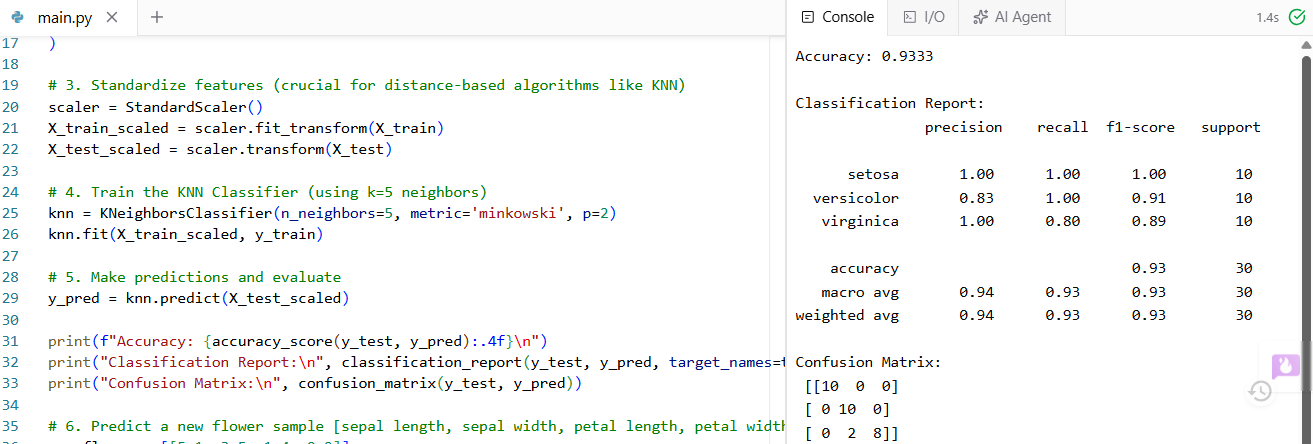 main.py
17 )
18
19 # 3. Standardize features (crucial for distance-based algorithms like KNN)
20 scaler = StandardScaler()
21 X_train_scaled = scaler.fit_transform(X_train)
22 X_test_scaled = scaler.transform(X_test)
23
24 # 4. Train the KNN Classifier (using k=5 neighbors)
25 knn = KNeighborsClassifier(n_neighbors=5, metric='minkowski', p=2)
26 knn.fit(X_train_scaled, y_train)
27
28 # 5. Make predictions and evaluate
29 y_pred = knn.predict(X_test_scaled)
30
31 print(f"Accuracy: {accuracy_score(y_test, y_pred):.4f}\n")
32 print("Classification Report:\n", classification_report(y_test, y_pred, target_names=
33 print("Confusion Matrix:\n", confusion_matrix(y_test, y_pred))
34
35 # 6. Predict a new flower sample [sepal length, sepal width, petal length, petal width
Console I/O AI Agent 1.4s
Accuracy: 0.9333
Classification Report:
precision recall f1-score support
setosa 1.00 1.00 1.00 10
versicolor 0.83 1.00 0.91 10
virginica 1.00 0.80 0.89 10
accuracy 0.93 30
macro avg 0.94 0.93 0.93 30
weighted avg 0.94 0.93 0.93 30
Confusion Matrix:
[[10 0 0]
[ 0 10 0]
[ 0 2 8]]